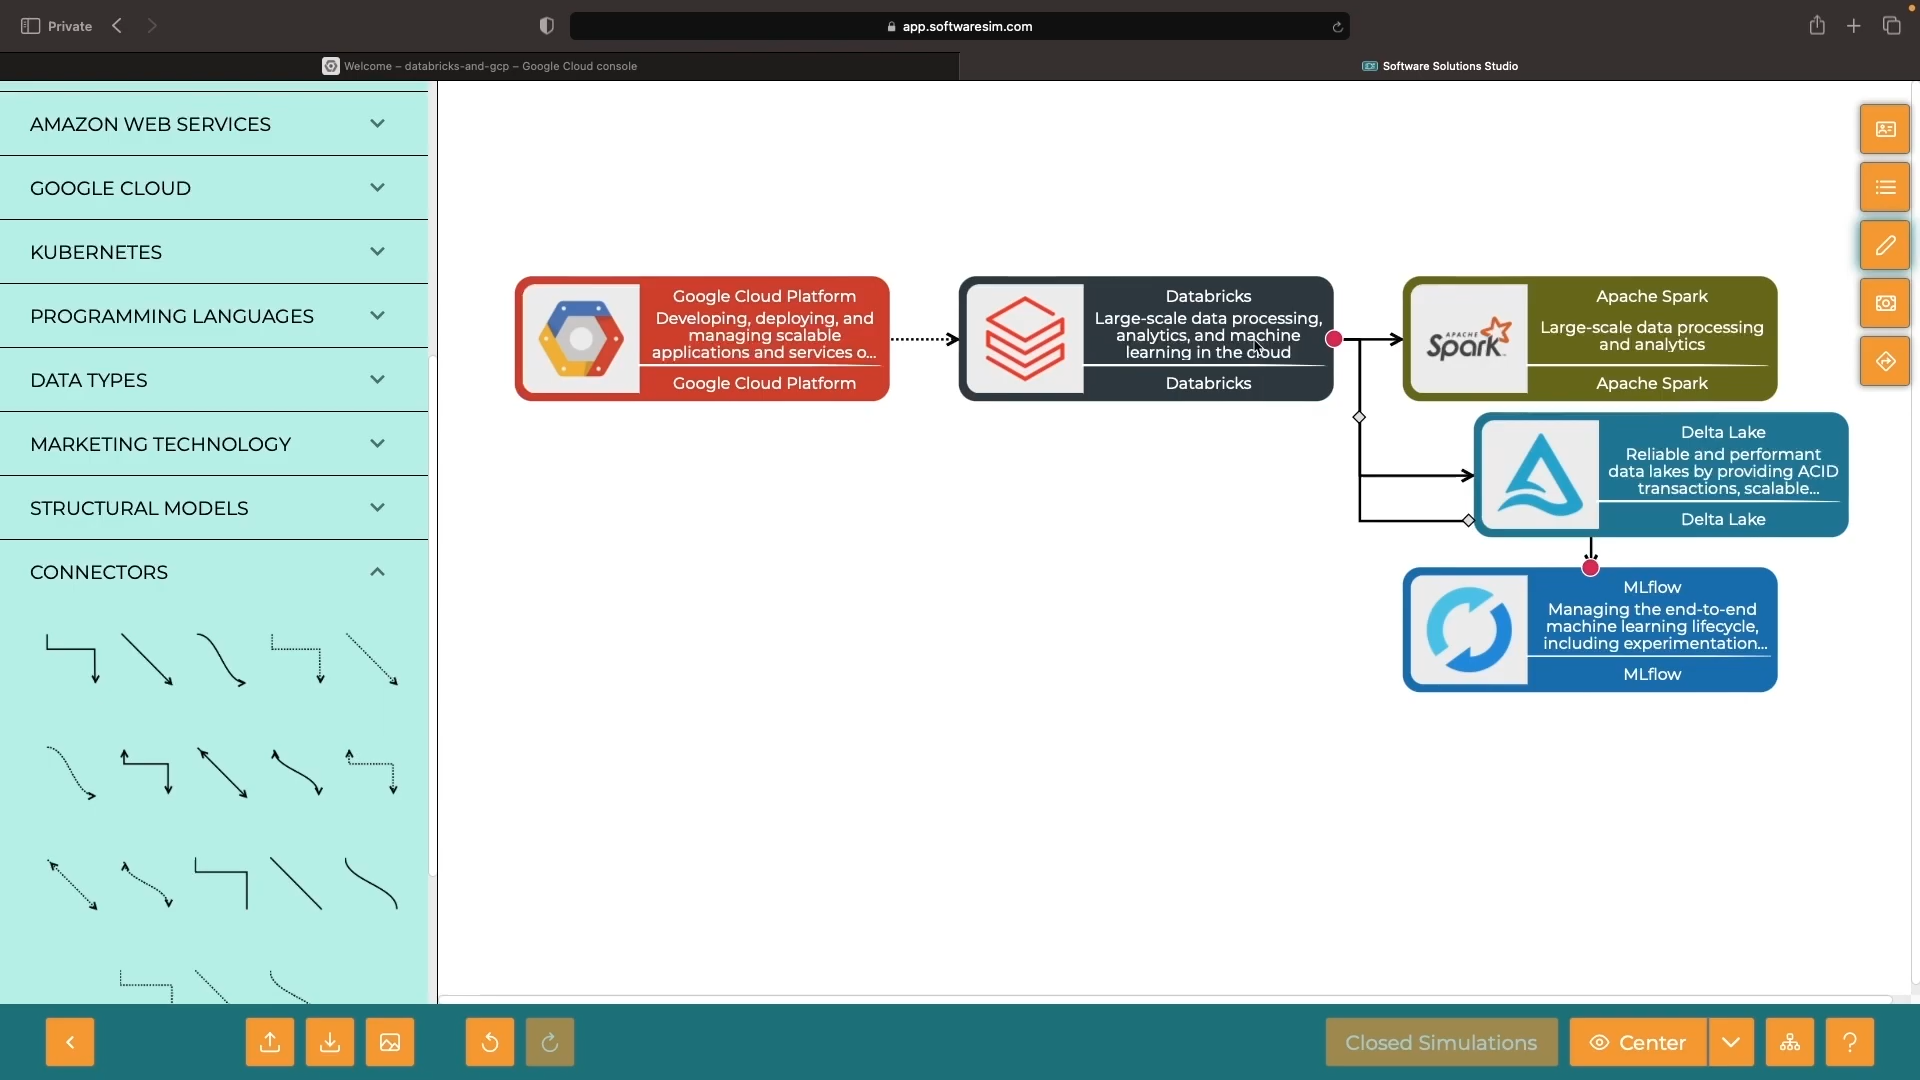 Private
app.softwaresim.com
Welcome – databricks-and-gcp – Google Cloud console
Software Solutions Studio
AMAZON WEB SERVICES
GOOGLE CLOUD
KUBERNETES
PROGRAMMING LANGUAGES
DATA TYPES
MARKETING TECHNOLOGY
STRUCTURAL MODELS
CONNECTORS
Google Cloud Platform
Developing, deploying, and
managing scalable
applications and services o...
Google Cloud Platform
Databricks
Large-scale data processing,
analytics, and machine
learning in the cloud
Databricks
APACHE
Spark
Apache Spark
Large-scale data processing
and analytics
Apache Spark
Delta Lake
Reliable and performant
data lakes by providing ACID
transactions, scalable...
Delta Lake
MLflow
Managing the end-to-end
machine learning lifecycle,
including experimentation...
MLflow
Closed Simulations
Center
?